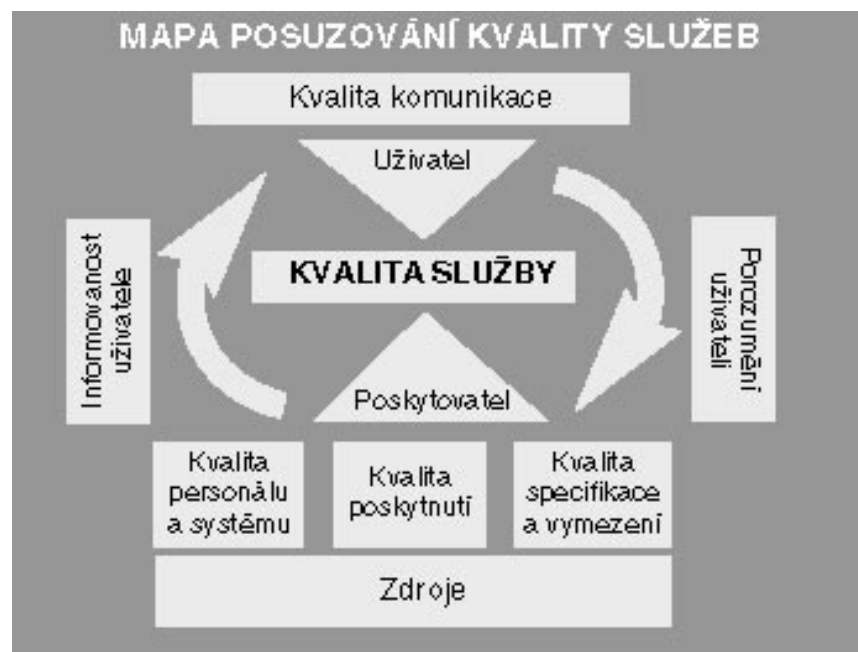 MAPA POSUZOVÁNÍ KVALITY SLUŽEB
Kvalita komunikace
Uživatel
Informovanost
uživatele
KVALITA SLUŽBY
Porozumění
uživateli
Poskytovatel
Kvalita
personálu
a systému
Kvalita
poskytnutí
Kvalita
specifikace
a vymezení
Zdroje